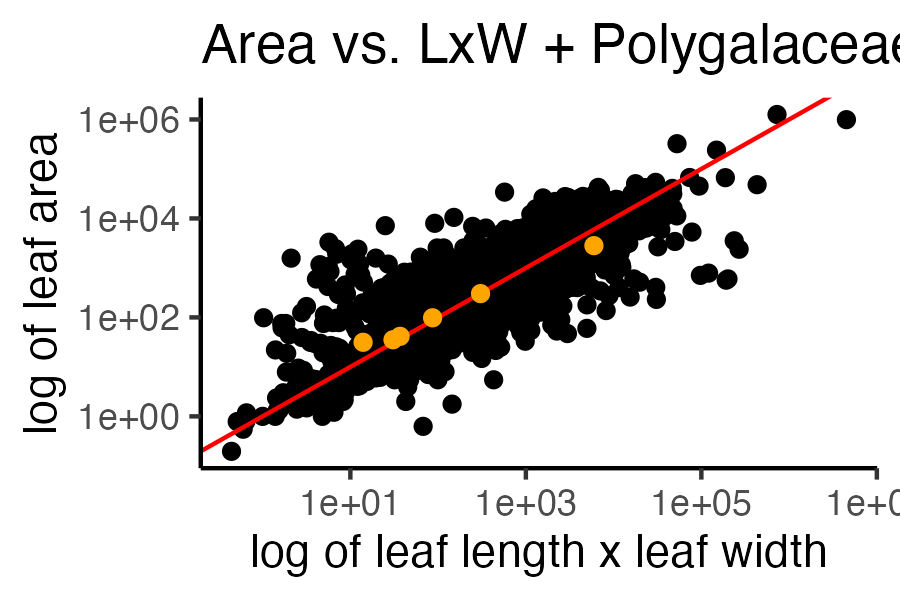 Area vs. LxW + Polygalaceae
log of leaf area
1e+06
1e+04
1e+02
1e+00
1e+01
1e+03
1e+05
log of leaf length x leaf width